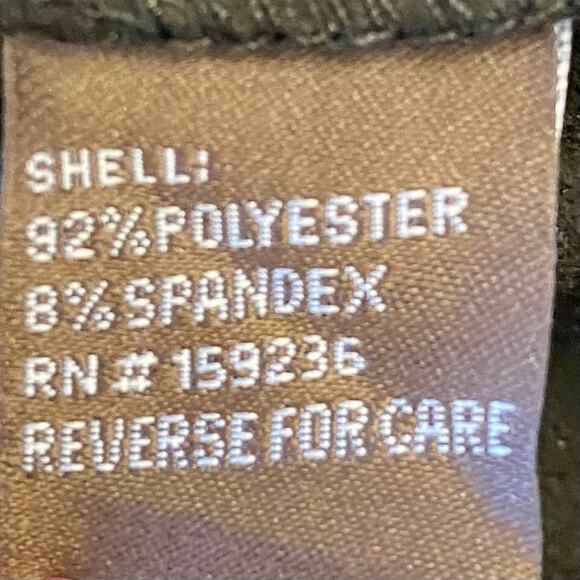 SHELL:
92%POLYESTER
8%SPANDEX
RN#159236
REVERSE FOR CARE